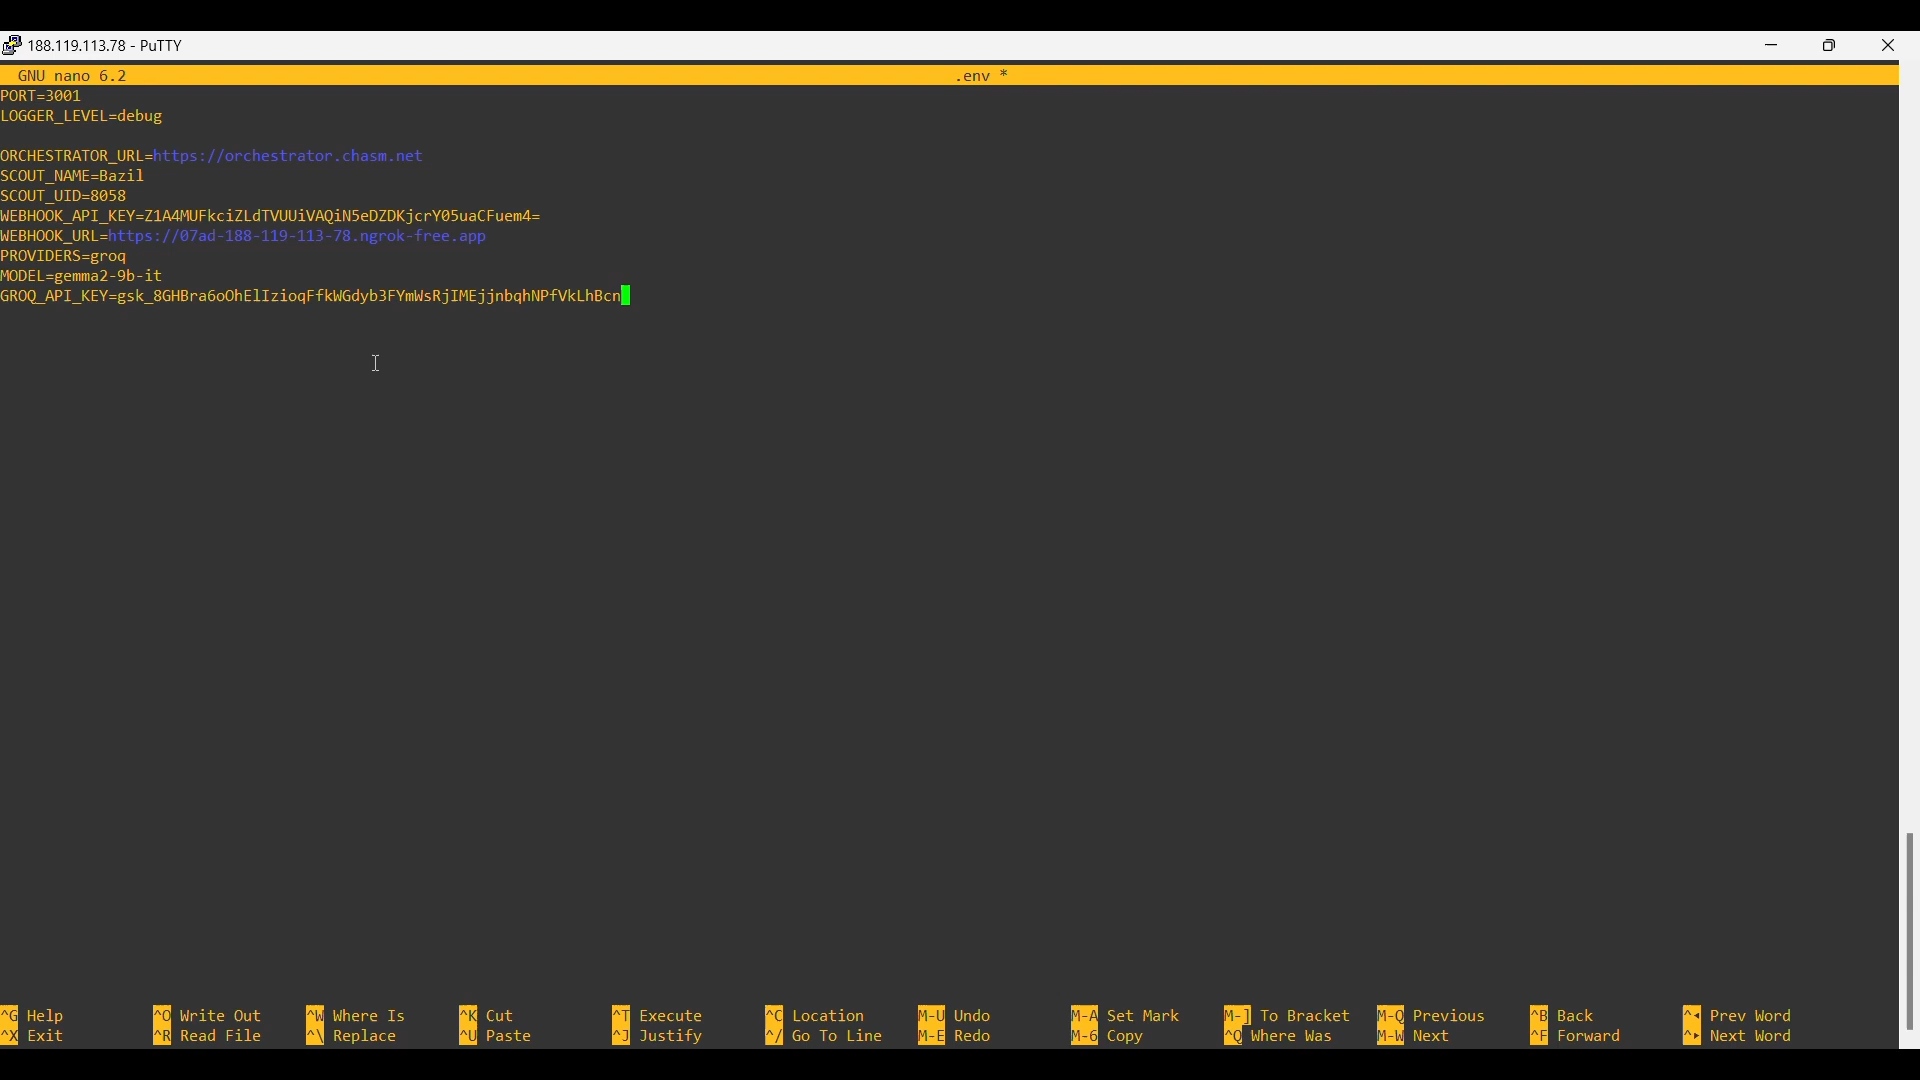 188.119.113.78 - PuTTY
GNU nano 6.2 .env *
PORT=3001
LOGGER_LEVEL=debug
ORCHESTRATOR_URL=https://orchestrator.chasm.net
SCOUT_NAME=Bazil
SCOUT_UID=8058
WEBHOOK_API_KEY=Z1A4MUFkciZLdTVUUiVAQiN5eDZDKjcrY05uaCFuem4=
WEBHOOK_URL=https://07ad-188-119-113-78.ngrok-free.app
PROVIDERS=groq
MODEL=gemma2-9b-it
GROQ_API_KEY=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
^G Help ^O Write Out ^W Where Is ^K Cut ^T Execute ^C Location M-U Undo M-A Set Mark M-] To Bracket M-Q Previous ^B Back ^◂ Prev Word
^X Exit ^R Read File ^\ Replace ^U Paste ^J Justify ^/ Go To Line M-E Redo M-6 Copy ^Q Where Was M-W Next ^F Forward ^▸ Next Word